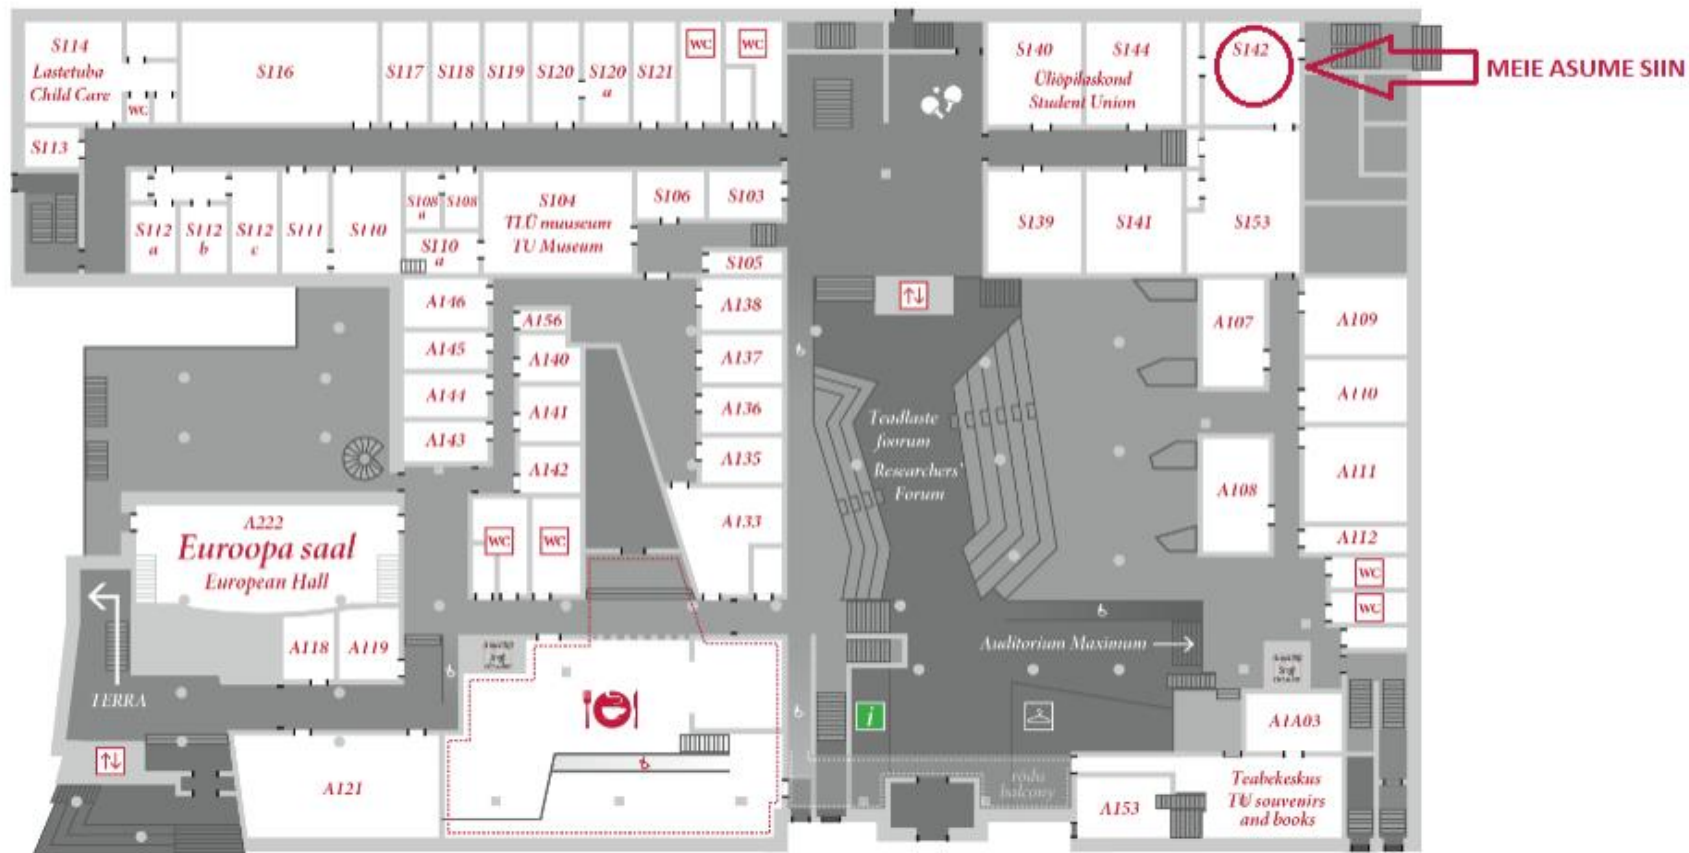 S114
Lastetuba
Child Care
WC
S116
S117
S118
S119
S120
S120
a
S121
WC
WC
S140
S144
Üliõpilaskond
Student Union
S142
MEIE ASUME SIIN
S113
S112
a
S112
b
S112
c
S111
S110
S108
a
S108
S110
a
S104
TLÜ muuseum
TU Museum
S106
S103
S105
S139
S141
S153
A146
A145
A144
A143
A156
A140
A141
A142
A138
A137
A136
A135
A133
WC
WC
Teadlaste
foorum
Researchers'
Forum
A107
A108
A109
A110
A111
A112
WC
WC
A222
Euroopa saal
European Hall
A118
A119
TERRA
A121
Auditorium Maximum
i
rõdu
balcony
A1A03
A153
Teabekeskus
TU souvenirs
and books